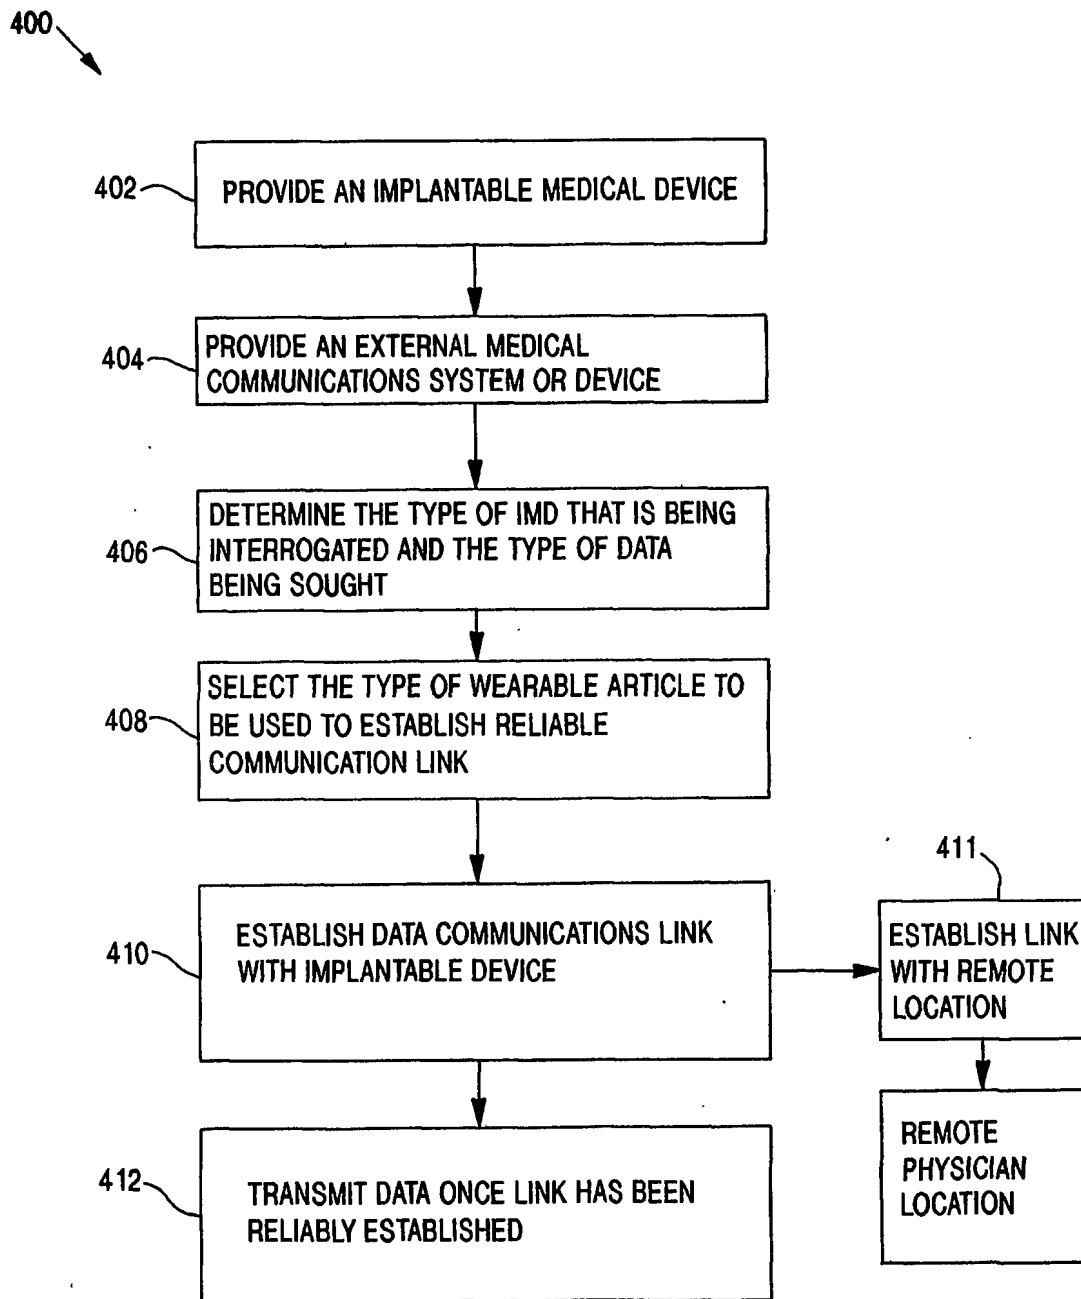 400
402
PROVIDE AN IMPLANTABLE MEDICAL DEVICE
404
PROVIDE AN EXTERNAL MEDICAL
COMMUNICATIONS SYSTEM OR DEVICE
406
DETERMINE THE TYPE OF IMD THAT IS BEING
INTERROGATED AND THE TYPE OF DATA
BEING SOUGHT
408
SELECT THE TYPE OF WEARABLE ARTICLE TO
BE USED TO ESTABLISH RELIABLE
COMMUNICATION LINK
410
ESTABLISH DATA COMMUNICATIONS LINK
WITH IMPLANTABLE DEVICE
411
ESTABLISH LINK
WITH REMOTE
LOCATION
412
TRANSMIT DATA ONCE LINK HAS BEEN
RELIABLY ESTABLISHED
REMOTE
PHYSICIAN
LOCATION